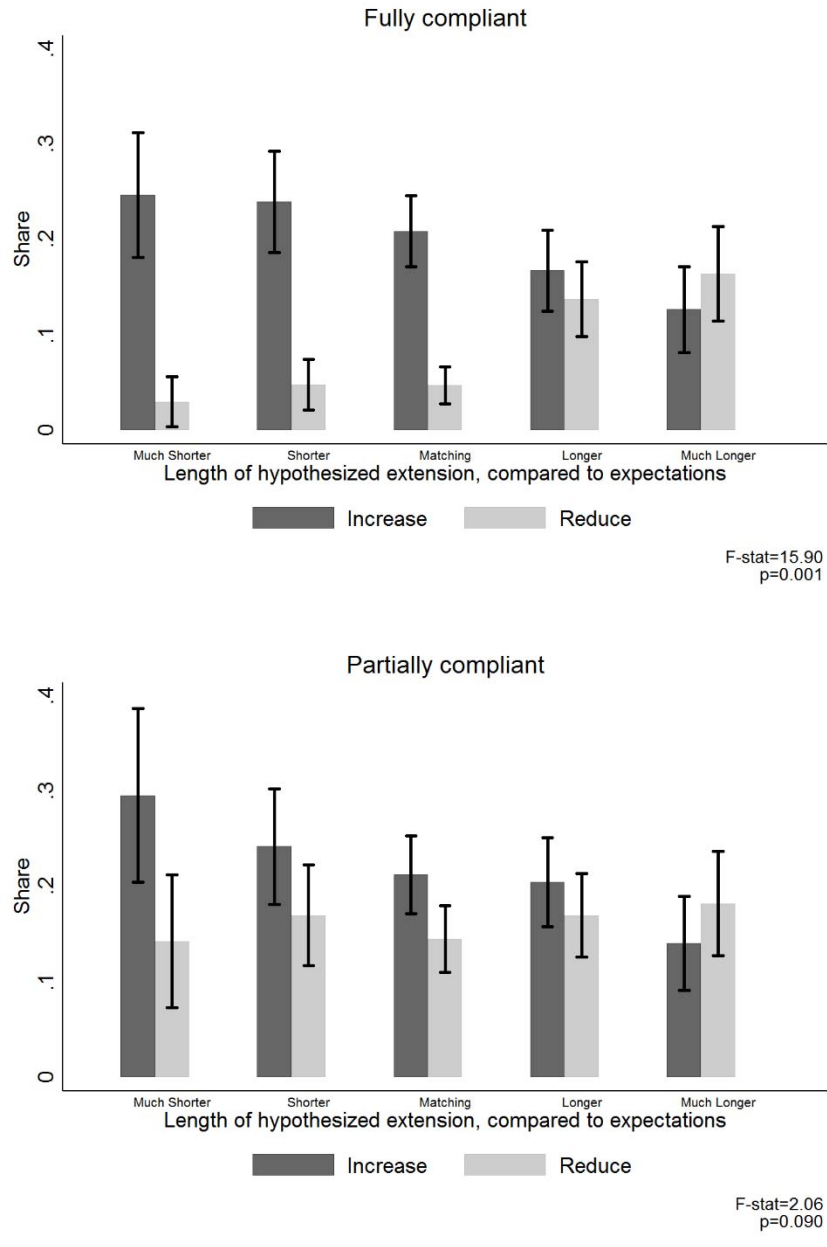 Fully compliant
.4
.3
.2
.1
0
Share
Much Shorter Shorter Matching Longer Much Longer
Length of hypothesized extension, compared to expectations
Increase Reduce
F-stat=15.90
p=0.001
Partially compliant
.4
.3
.2
.1
0
Share
Much Shorter Shorter Matching Longer Much Longer
Length of hypothesized extension, compared to expectations
Increase Reduce
F-stat=2.06
p=0.090